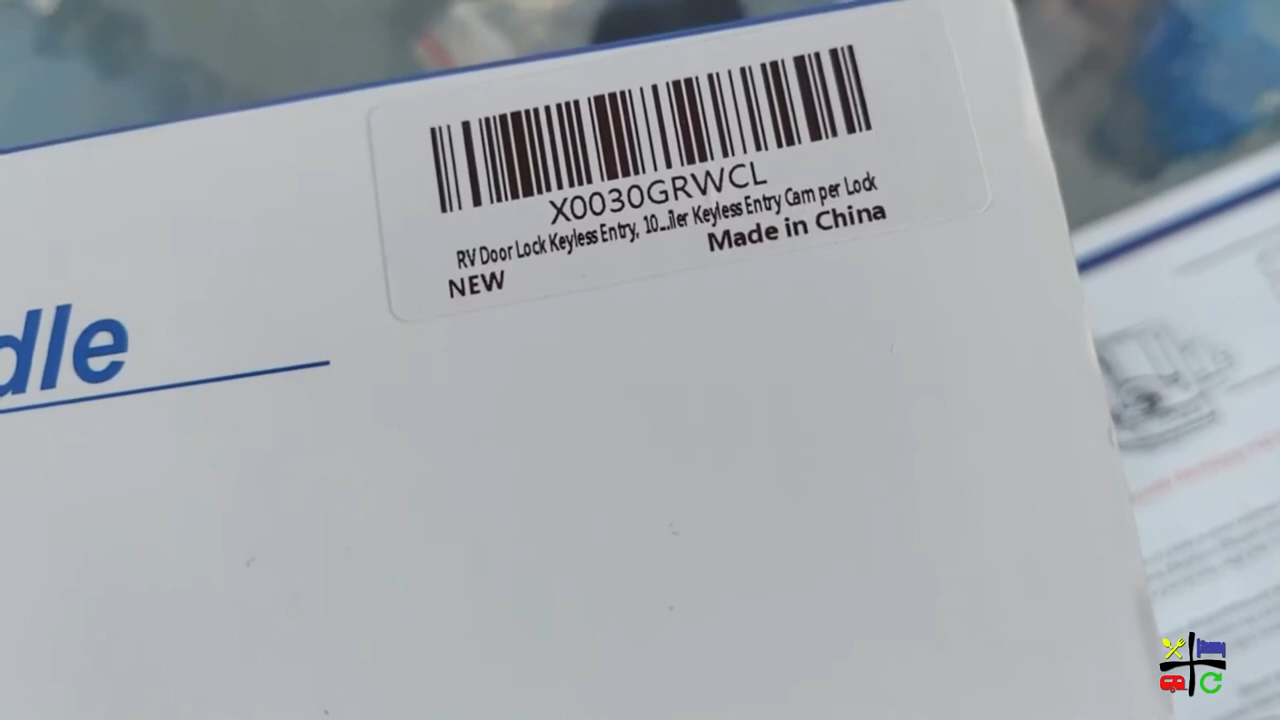 X0030GRWCL
RV Door Lock Keyless Entry, 10...iler Keyless Entry Cam per Lock
NEW
Made in China
dle